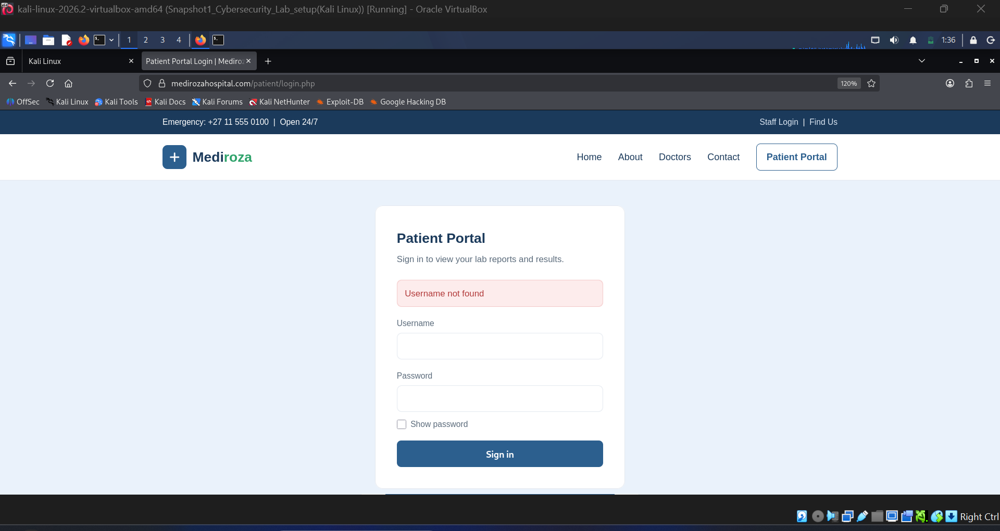 kali-linux-2026.2-virtualbox-amd64 (Snapshot1_Cybersecurity_Lab_setup(Kali Linux)) [Running] - Oracle VirtualBox
1 2 3 4 1:36
Kali Linux
Patient Portal Login | Mediroz
medirozahospital.com/patient/login.php 120%
OffSec Kali Linux Kali Tools Kali Docs Kali Forums Kali NetHunter Exploit-DB Google Hacking DB
Emergency: +27 11 555 0100 | Open 24/7 Staff Login | Find Us
Mediroza Home About Doctors Contact Patient Portal
Patient Portal
Sign in to view your lab reports and results.
Username not found
Username
Password
Show password
Sign in
Right Ctrl